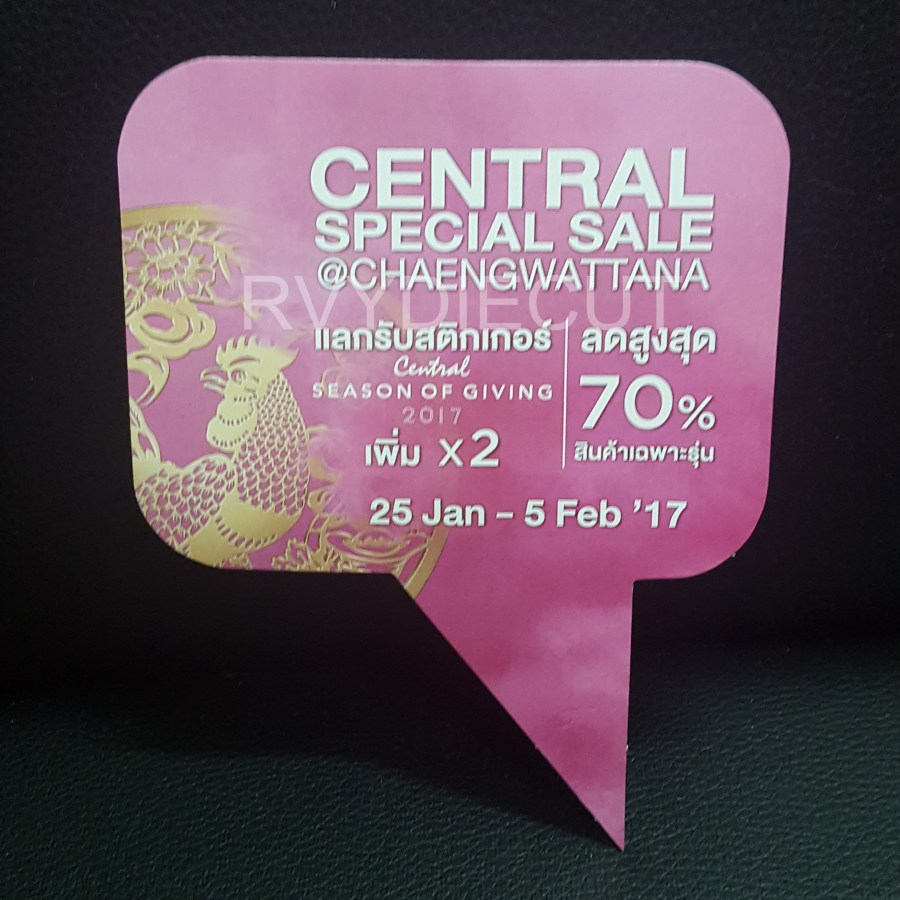 CENTRAL
SPECIAL SALE
@CHAENGWATTANA
RVYDIECUT
แลกรับสติกเกอร์
Central
SEASON OF GIVING
2017
เพิ่ม x2
ลดสูงสุด
70%
สินค้าเฉพาะรุ่น
25 Jan – 5 Feb ’17